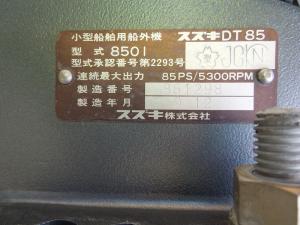 小型船舶用船外機 スズキDT85
型式 8501
型式承認番号第2293号 JCI N
連続最大出力 85PS/5300RPM
製造番号
製造年月 12
スズキ株式会社